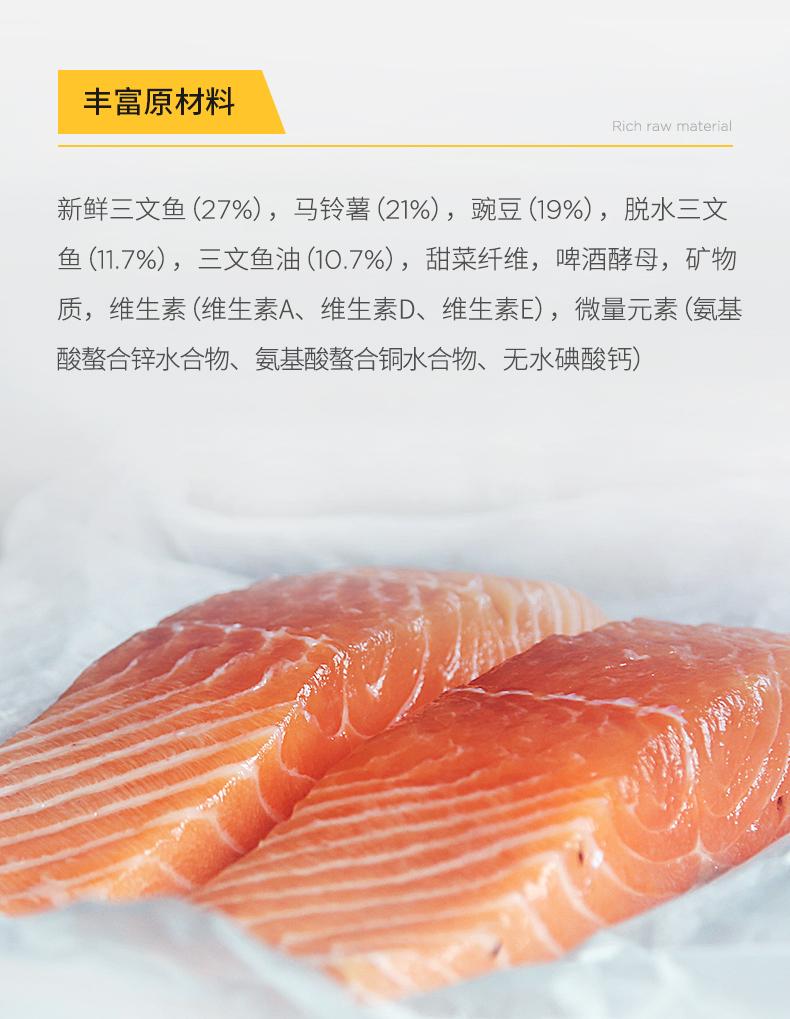 丰富原材料
Rich raw material
新鲜三文鱼(27%)，马铃薯(21%)，豌豆(19%)，脱水三文
鱼(11.7%)，三文鱼油(10.7%)，甜菜纤维，啤酒酵母，矿物
质，维生素(维生素A、维生素D、维生素E)，微量元素(氨基
酸螯合锌水合物、氨基酸螯合铜水合物、无水碘酸钙)